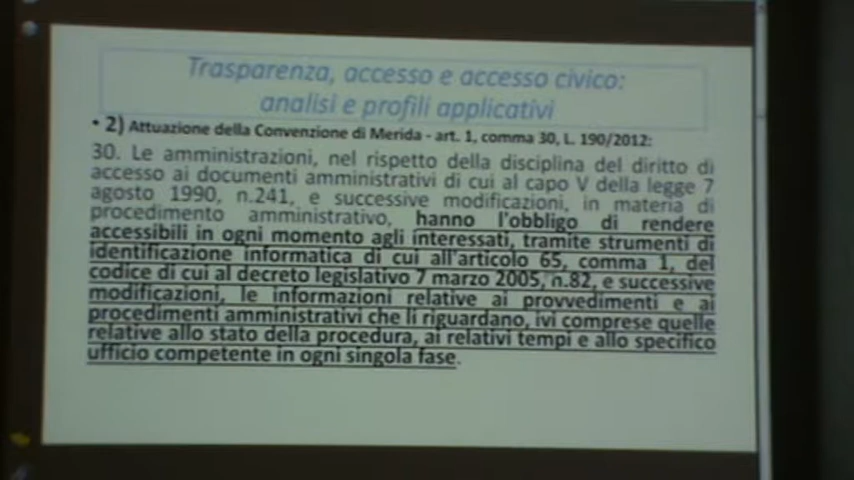 Trasparenza, accesso e accesso civico:
analisi e profili applicativi
• 2) Attuazione della Convenzione di Merida - art. 1, comma 30, L. 190/2012:
30. Le amministrazioni, nel rispetto della disciplina del diritto di
accesso ai documenti amministrativi di cui al capo V della legge 7
agosto 1990, n.241, e successive modificazioni, in materia di
procedimento amministrativo, hanno l'obbligo di rendere
accessibili in ogni momento agli interessati, tramite strumenti di
identificazione informatica di cui all'articolo 65, comma 1, del
codice di cui al decreto legislativo 7 marzo 2005, n.82, e successive
modificazioni, le informazioni relative ai provvedimenti e ai
procedimenti amministrativi che li riguardano, ivi comprese quelle
relative allo stato della procedura, ai relativi tempi e allo specifico
ufficio competente in ogni singola fase.